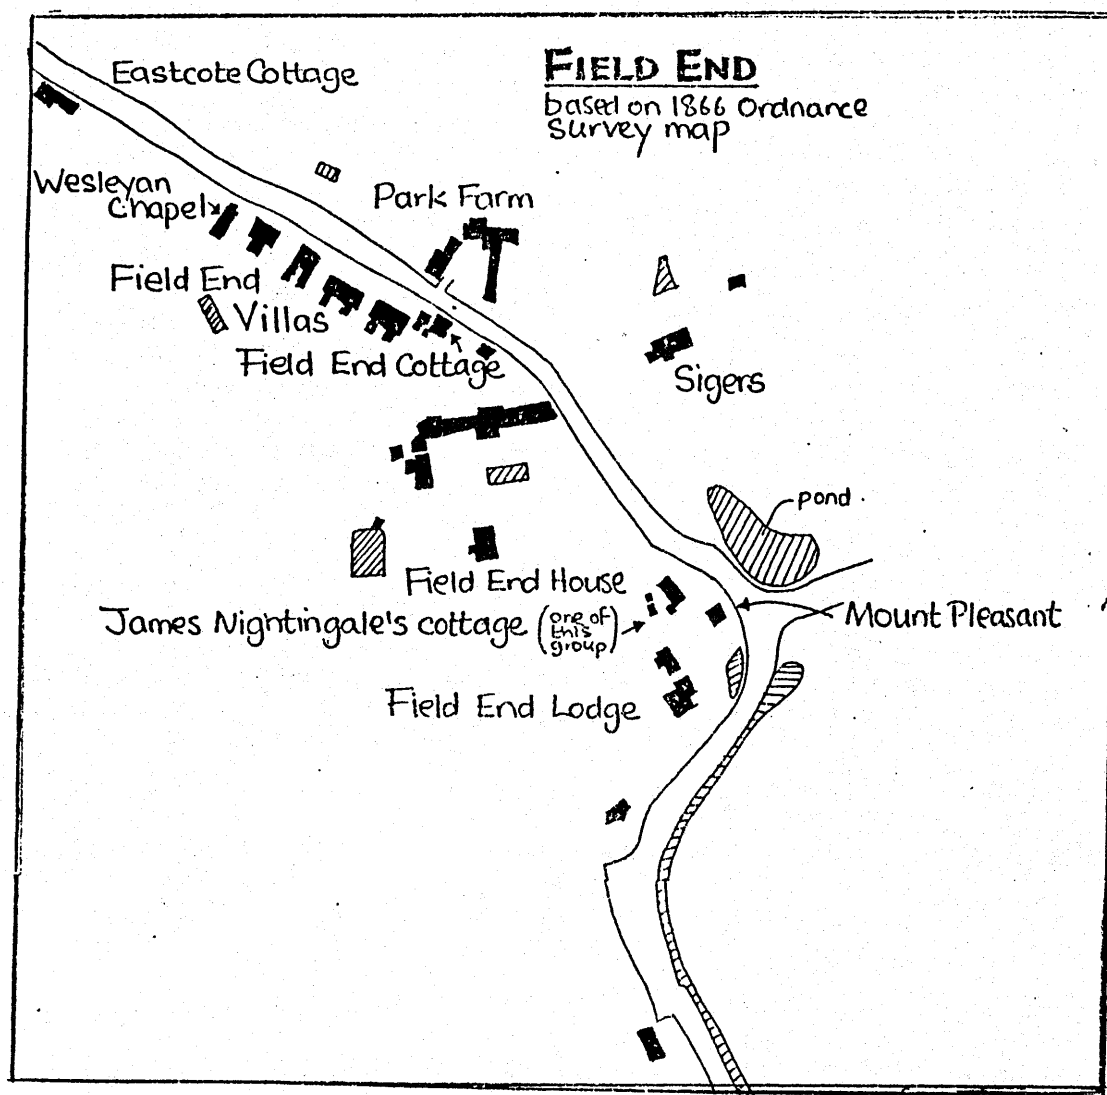 FIELD END
based on 1866 Ordnance
survey map
Eastcote Cottage
Wesleyan
Chapel
Park Farm
Field End
Villas
Field End Cottage
Sigers
pond
Field End House
James Nightingale's cottage (one of
this
group)
Mount Pleasant
Field End Lodge